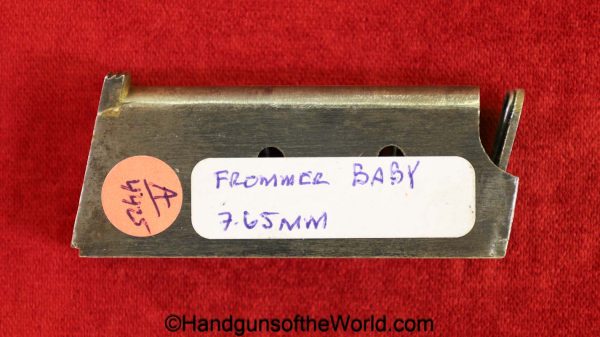 A
4425
FROMMER BABY
7.65MM
©HandgunsoftheWorld.com